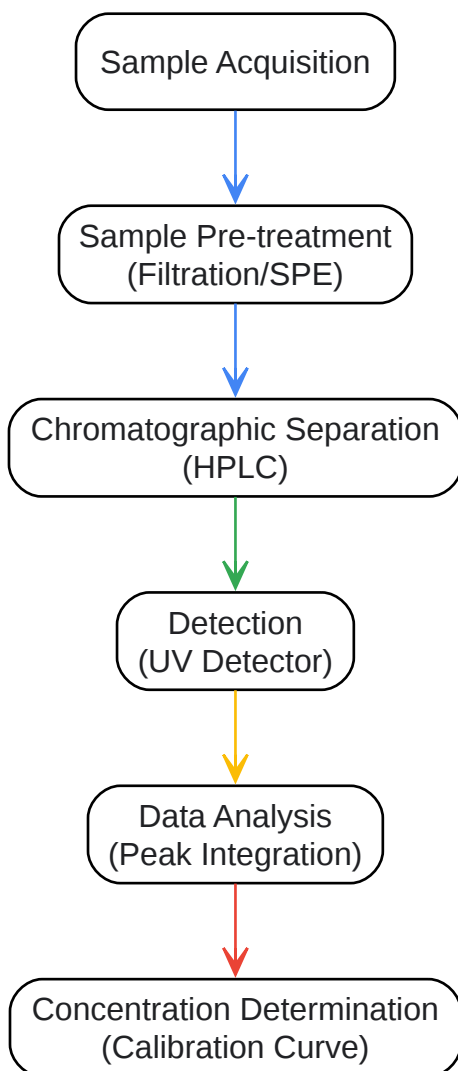 Sample Acquisition
Sample Pre-treatment
(Filtration/SPE)
Chromatographic Separation
(HPLC)
Detection
(UV Detector)
Data Analysis
(Peak Integration)
Concentration Determination
(Calibration Curve)